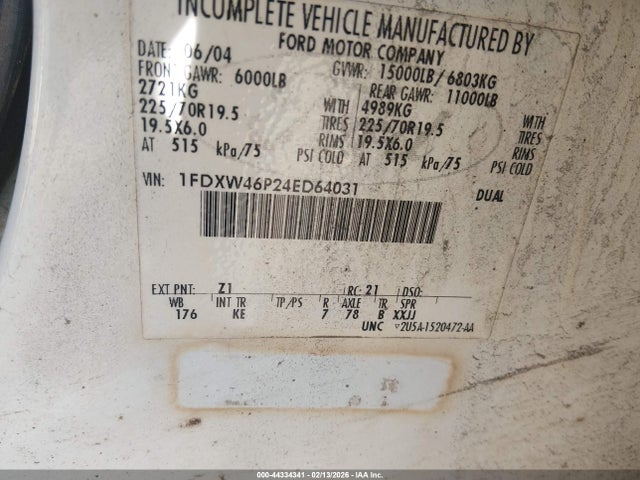 INCOMPLETE VEHICLE MANUFACTURED BY
FORD MOTOR COMPANY
DATE: 06/04 GVWR: 15000LB/ 6803KG
FRONT GAWR: 6000LB REAR GAWR: 11000LB
2721KG WITH 4989KG WITH
225/70R19.5 TIRES 225/70R19.5 TIRES
19.5X6.0 RIMS 19.5X6.0 RIMS
AT 515 kPa/75 PSI COLD AT 515 kPa/75 PSI COLD
VIN: 1FDXW46P24ED64031 DUAL
EXT PNT: Z1 RC: 21 DSO:
WB INT TR TP/PS R AXLE TR SPR
176 KE 7 78 B XXJJ
UNC 2U5A-1520472-AA
000-44334341 - 02/13/2026 - IAA Inc.